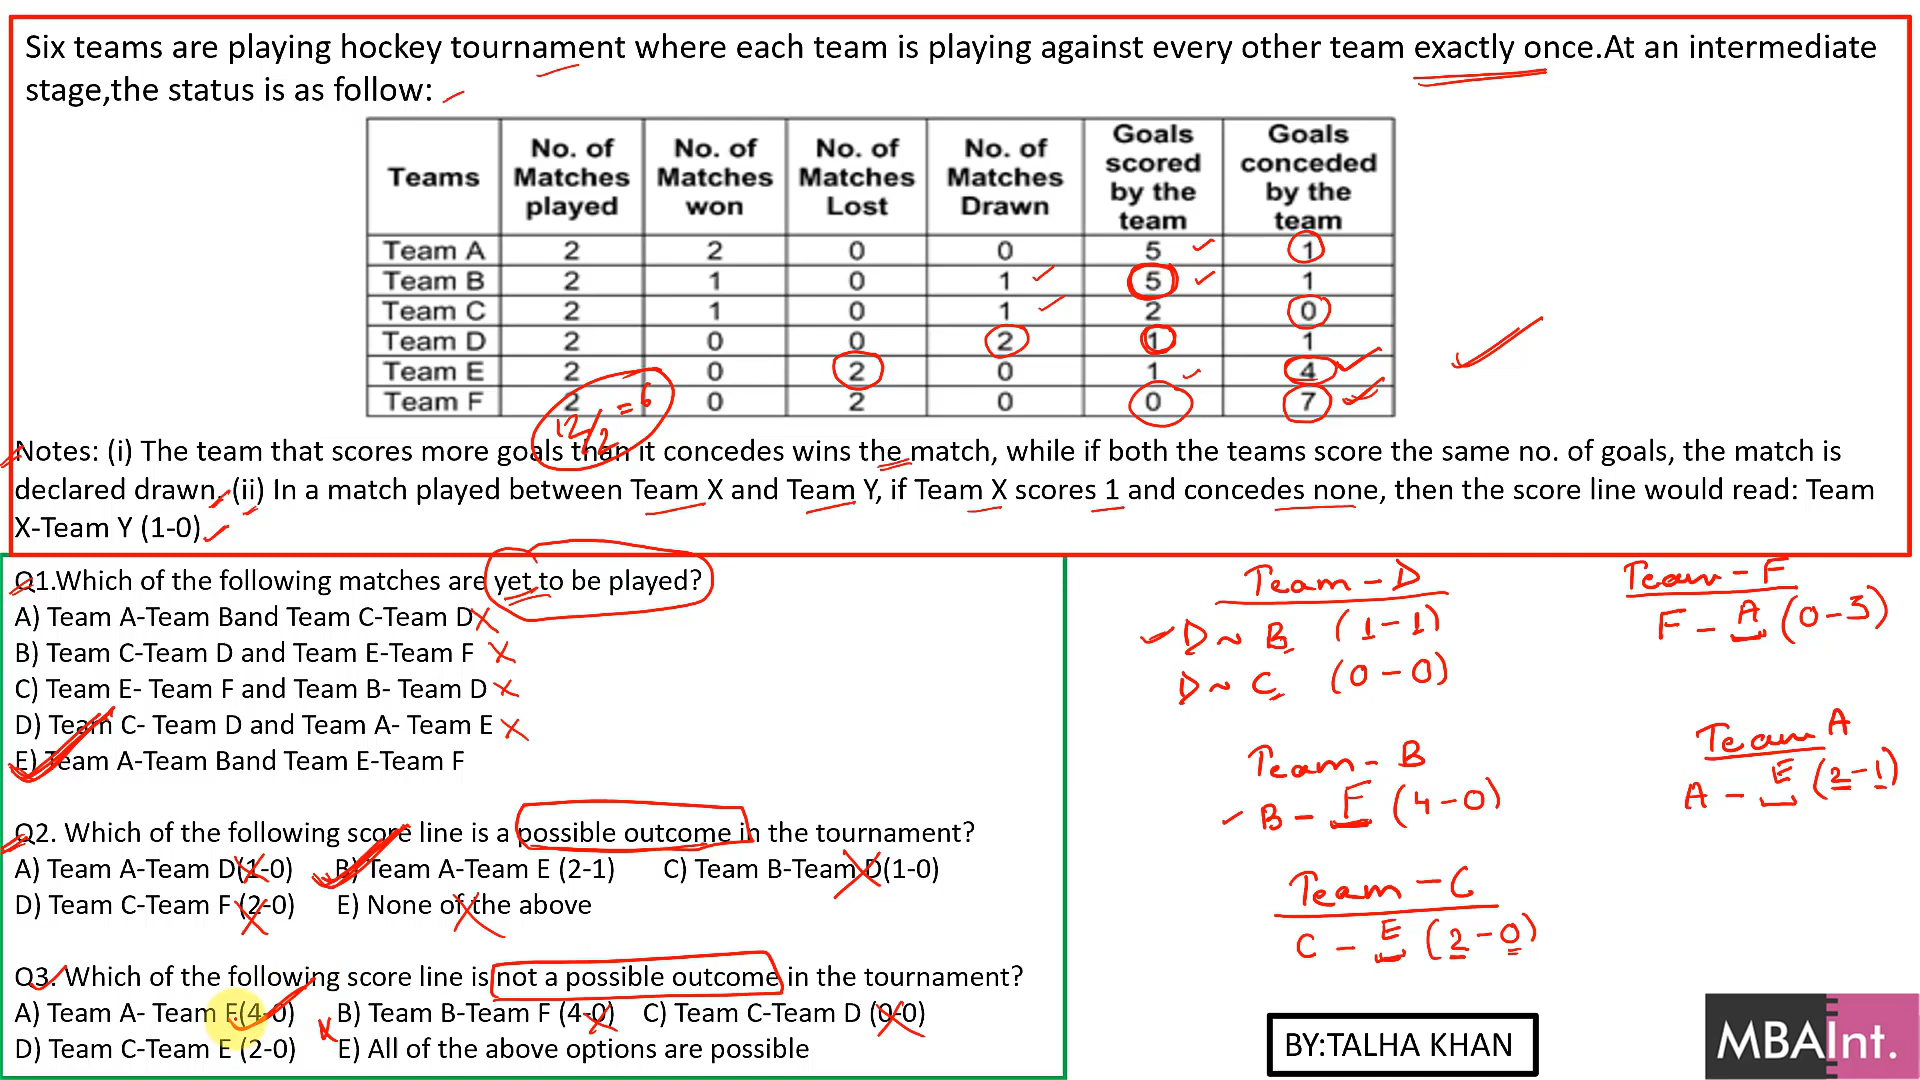 Six teams are playing hockey tournament where each team is playing against every other team exactly once.At an intermediate
stage,the status is as follow:
Teams No. of Matches played No. of Matches won No. of Matches Lost No. of Matches Drawn Goals scored by the team Goals conceded by the team
Team A 2 2 0 0 5 1
Team B 2 1 0 1 5 1
Team C 2 1 0 1 2 0
Team D 2 0 0 2 1 1
Team E 2 0 2 0 1 4
Team F 2 0 2 0 0 7
12/2 = 6
Notes: (i) The team that scores more goals than it concedes wins the match, while if both the teams score the same no. of goals, the match is
declared drawn. (ii) In a match played between Team X and Team Y, if Team X scores 1 and concedes none, then the score line would read: Team
X-Team Y (1-0)
Q1.Which of the following matches are yet to be played?
A) Team A-Team Band Team C-Team D
B) Team C-Team D and Team E-Team F
C) Team E- Team F and Team B- Team D
D) Team C- Team D and Team A- Team E
E) Team A-Team Band Team E-Team F
Q2. Which of the following score line is a possible outcome in the tournament?
A) Team A-Team D(1-0) B) Team A-Team E (2-1) C) Team B-Team D(1-0)
D) Team C-Team F (2-0) E) None of the above
Q3. Which of the following score line is not a possible outcome in the tournament?
A) Team A- Team F(4-0) B) Team B-Team F (4-0) C) Team C-Team D (0-0)
D) Team C-Team E (2-0) E) All of the above options are possible
Team - D
D ~ B (1-1)
D ~ C (0-0)
Team - B
B - F (4-0)
Team - C
C - E (2-0)
Team - F
F - A (0-3)
Team A
A - E (2-1)
BY:TALHA KHAN
MBAInt.